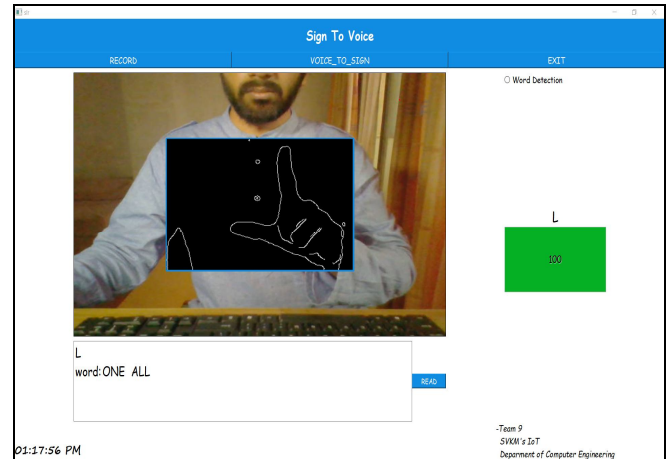 slr
Sign To Voice
RECORD VOICE_TO_SIGN EXIT
Word Detection
L
100
L
word:ONE ALL
READ
-Team 9
SVKM's IoT
Deparment of Computer Engineering
01:17:56 PM